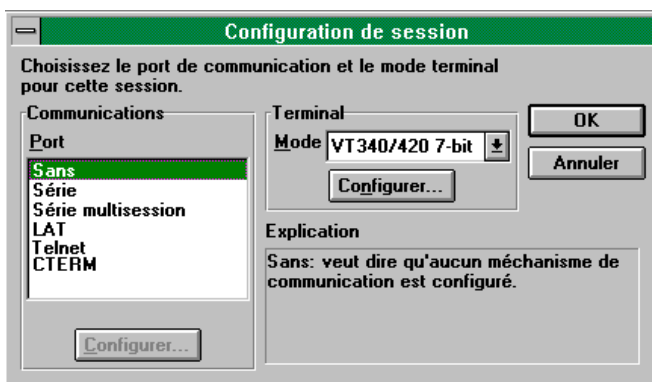 Configuration de session
Choisissez le port de communication et le mode terminal
pour cette session.
Communications
Port
Sans
Série
Série multisession
LAT
Telnet
CTERM
Configurer...
Terminal
Mode VT340/420 7-bit
Configurer...
Explication
Sans: veut dire qu'aucun méchanisme de
communication est configuré.
OK
Annuler